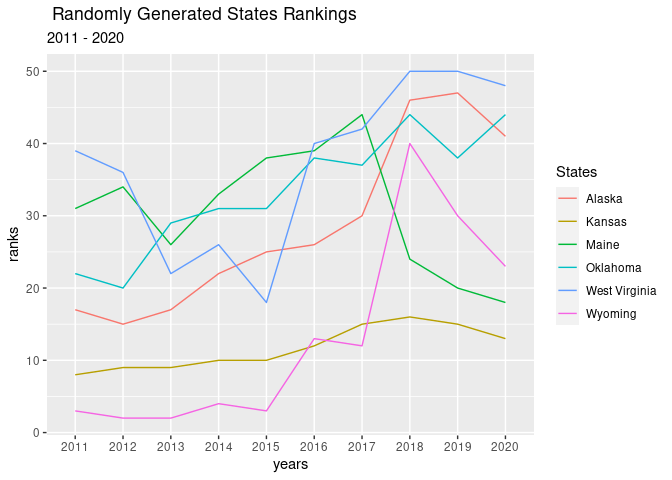 Randomly Generated States Rankings
2011 - 2020
50
40
30
20
10
0
ranks
2011 2012 2013 2014 2015 2016 2017 2018 2019 2020
years
States
Alaska
Kansas
Maine
Oklahoma
West Virginia
Wyoming